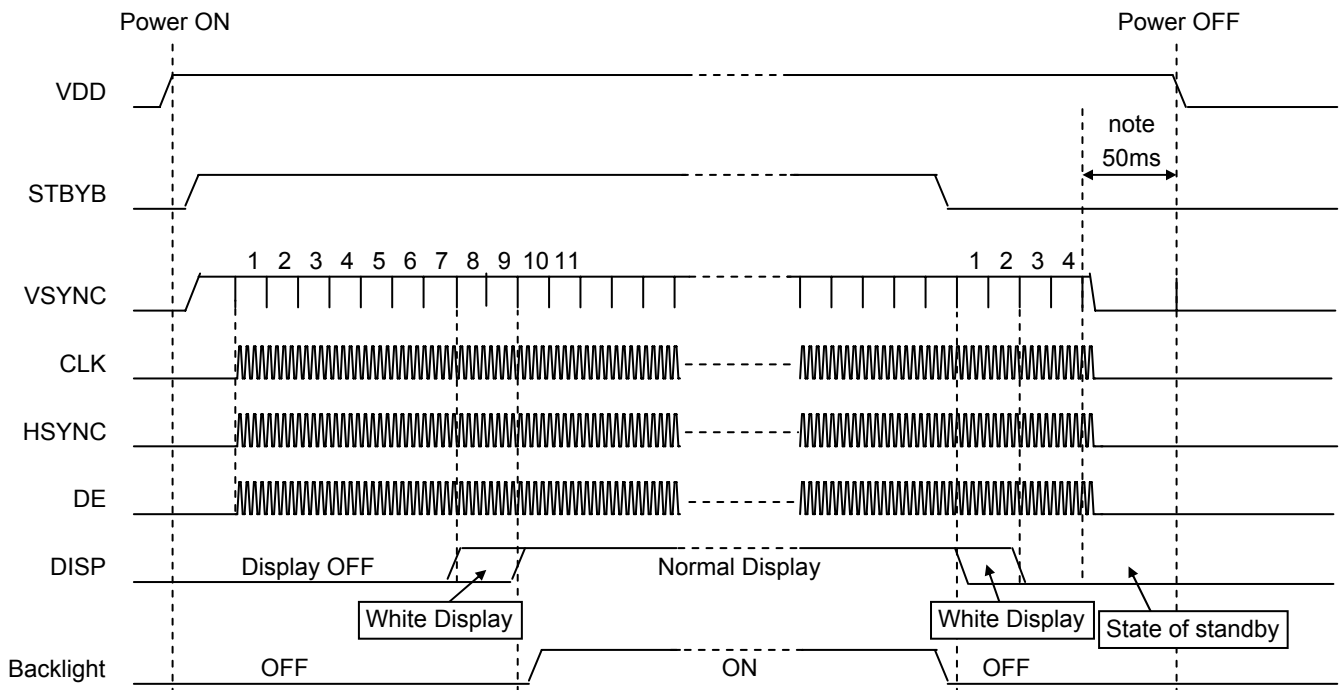 Power ON Power OFF
VDD
note
50ms
STBYB
1 2 3 4 5 6 7 8 9 10 11 1 2 3 4
VSYNC
CLK
HSYNC
DE
DISP Display OFF Normal Display
White Display White Display State of standby
Backlight OFF ON OFF